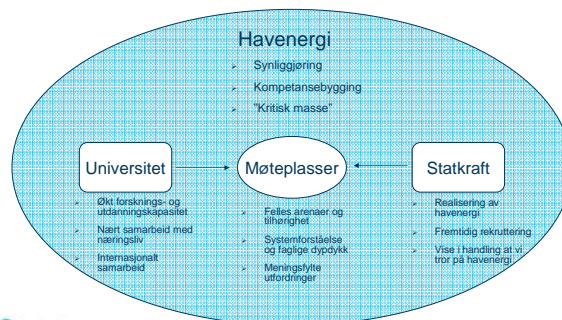 Havenergi
Synliggjøring
Kompetansebygging
"Kritisk masse"
Universitet
Møteplasser
Statkraft
Økt forsknings- og
utdanningskapasitet
Nært samarbeid med
næringsliv
Internasjonalt
samarbeid
Felles arenaer og
tilhørighet
Systemforståelse
og faglige dypdykk
Meningsfylte
utfordringer
Realisering av
havenergi
Fremtidig rekruttering
Vise i handling at vi
tror på havenergi